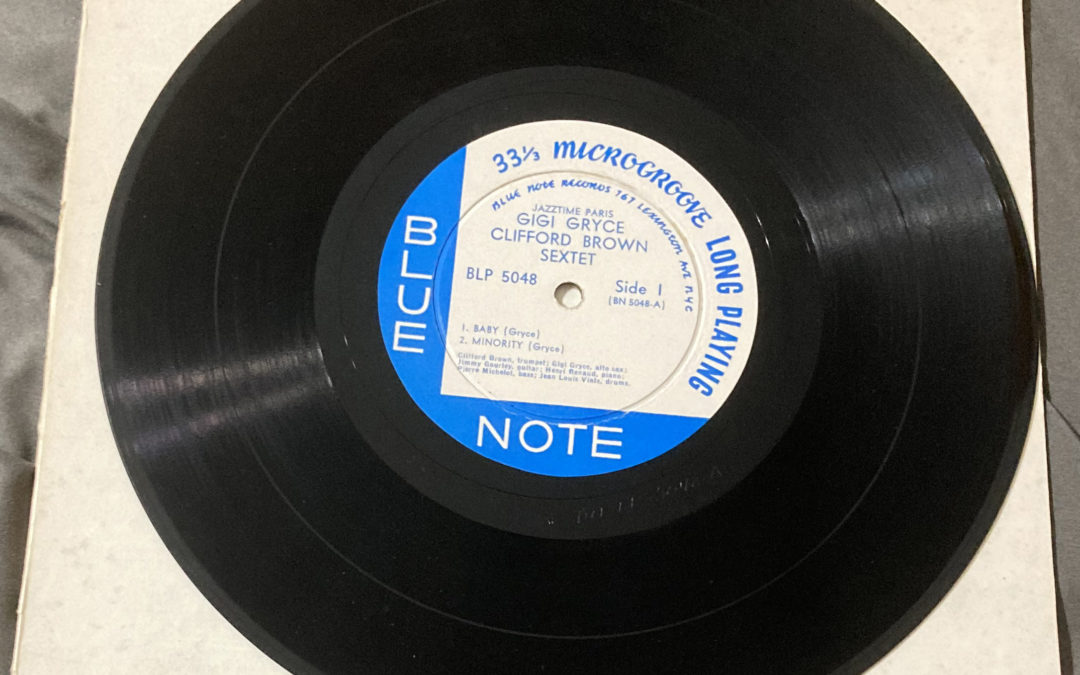 33⅓ MICROGROOVE LONG PLAYING
BLUE NOTE RECORDS 767 LEXINGTON AVE NYC
JAZZTIME PARIS
GIGI GRYCE
CLIFFORD BROWN
SEXTET
BLP 5048
Side 1
(BN 5048-A)
1. BABY (Gryce)
2. MINORITY (Gryce)
Clifford Brown, trumpet; Gigi Gryce, alto sax;
Jimmy Gourley, guitar; Henri Renaud, piano;
Pierre Michelot, bass; Jean Louis Viale, drums.
BLUE
NOTE